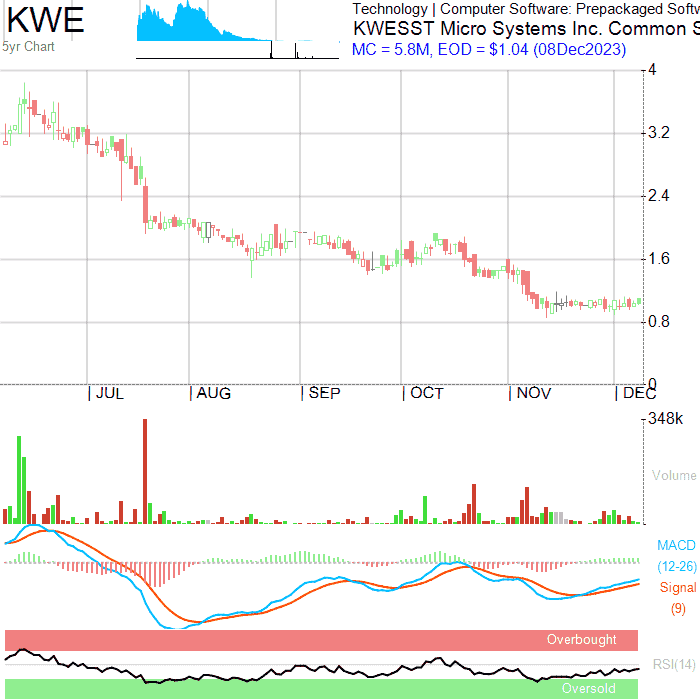 KWE
5yr Chart
Technology | Computer Software: Prepackaged Softw
KWESST Micro Systems Inc. Common S
MC = 5.8M, EOD = $1.04 (08Dec2023)
4
3.2
2.4
1.6
0.8
0
JUL AUG SEP OCT NOV DEC
348k
Volume
MACD
(12-26)
Signal
(9)
Overbought
RSI(14)
Oversold